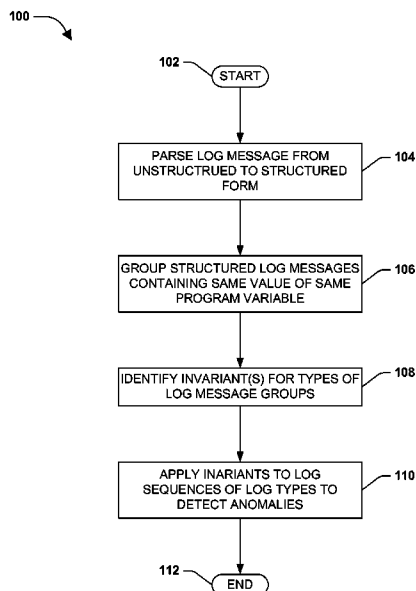 100
102
START
PARSE LOG MESSAGE FROM
UNSTRUCTRUED TO STRUCTURED
FORM
104
GROUP STRUCTURED LOG MESSAGES
CONTAINING SAME VALUE OF SAME
PROGRAM VARIABLE
106
IDENTIFY INVARIANT(S) FOR TYPES OF
LOG MESSAGE GROUPS
108
APPLY INARIANTS TO LOG
SEQUENCES OF LOG TYPES TO
DETECT ANOMALIES
110
112
END